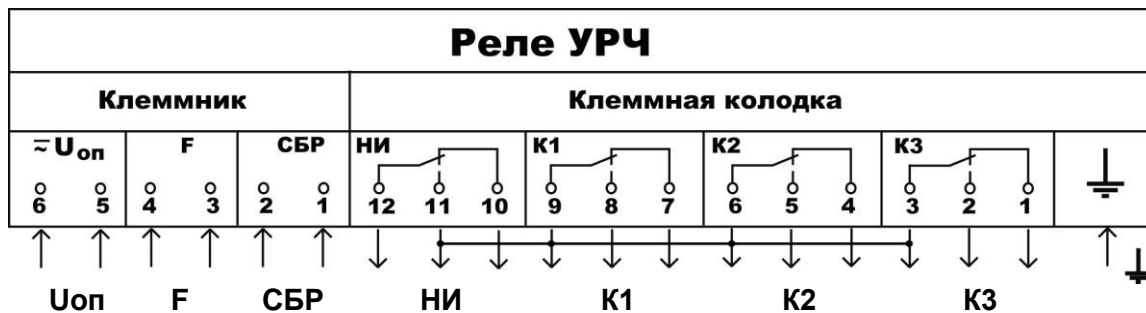 Реле УРЧ
Клеммник Клеммная колодка
≂ Uоп F СБР НИ К1 К2 К3
6 5 4 3 2 1 12 11 10 9 8 7 6 5 4 3 2 1
Uоп F СБР НИ К1 К2 К3